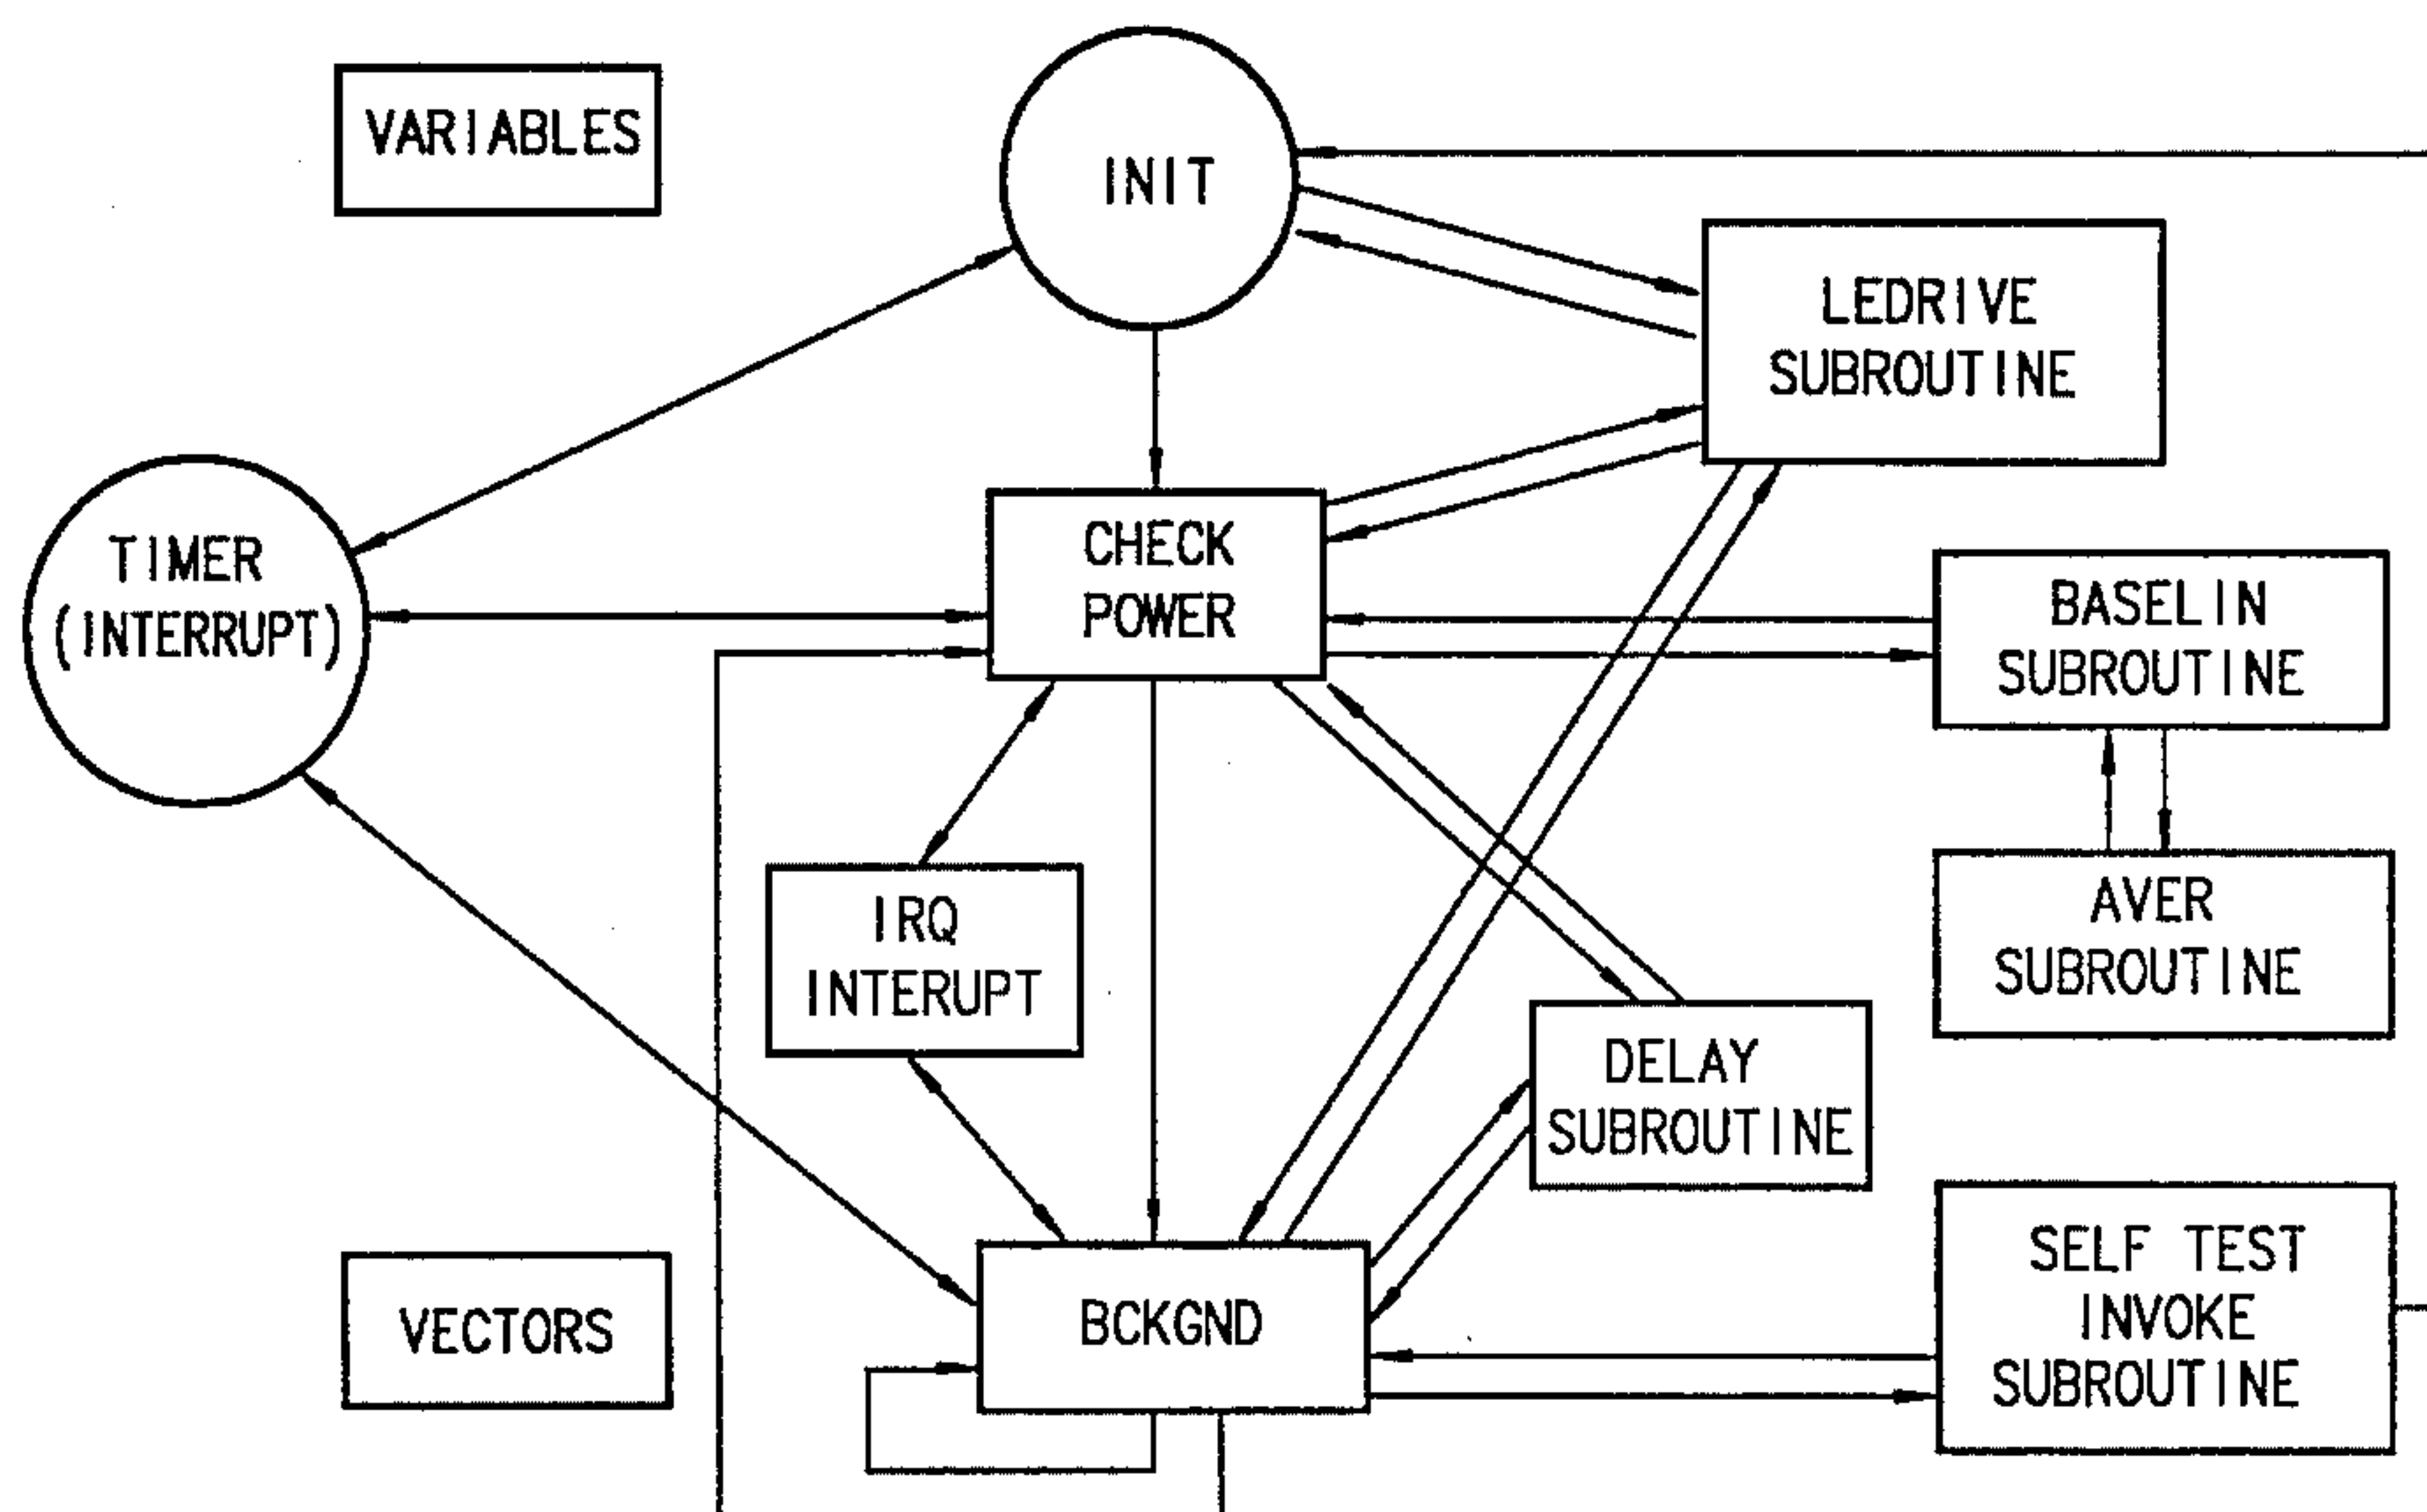 VARIABLES
INIT
LEDRIVE
SUBROUTINE
TIMER
(INTERRUPT)
CHECK
POWER
BASELIN
SUBROUTINE
IRQ
INTERUPT
AVER
SUBROUTINE
DELAY
SUBROUTINE
VECTORS
BCKGND
SELF TEST
INVOKE
SUBROUTINE